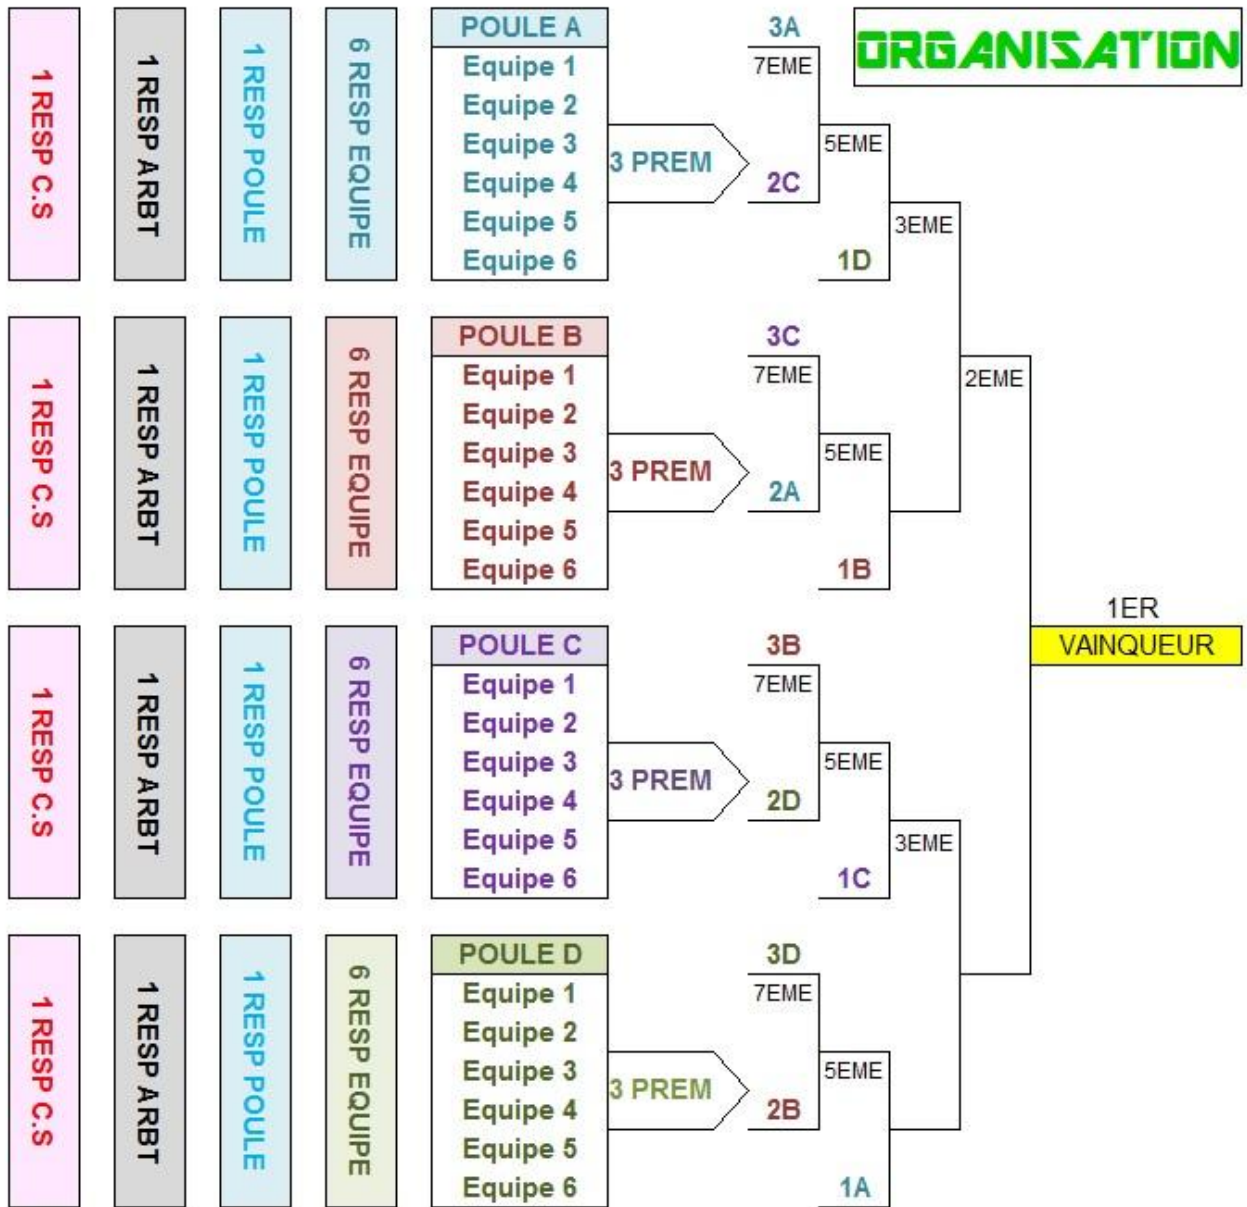 ORGANISATION
1 RESP C.S
1 RESP ARBT
1 RESP POULE
6 RESP EQUIPE
POULE A
Equipe 1
Equipe 2
Equipe 3
Equipe 4
Equipe 5
Equipe 6
3 PREM
3A
7EME
2C
5EME
1D
3EME
1 RESP C.S
1 RESP ARBT
1 RESP POULE
6 RESP EQUIPE
POULE B
Equipe 1
Equipe 2
Equipe 3
Equipe 4
Equipe 5
Equipe 6
3 PREM
3C
7EME
2A
5EME
1B
2EME
1ER
VAINQUEUR
1 RESP C.S
1 RESP ARBT
1 RESP POULE
6 RESP EQUIPE
POULE C
Equipe 1
Equipe 2
Equipe 3
Equipe 4
Equipe 5
Equipe 6
3 PREM
3B
7EME
2D
5EME
1C
3EME
1 RESP C.S
1 RESP ARBT
1 RESP POULE
6 RESP EQUIPE
POULE D
Equipe 1
Equipe 2
Equipe 3
Equipe 4
Equipe 5
Equipe 6
3 PREM
3D
7EME
2B
5EME
1A